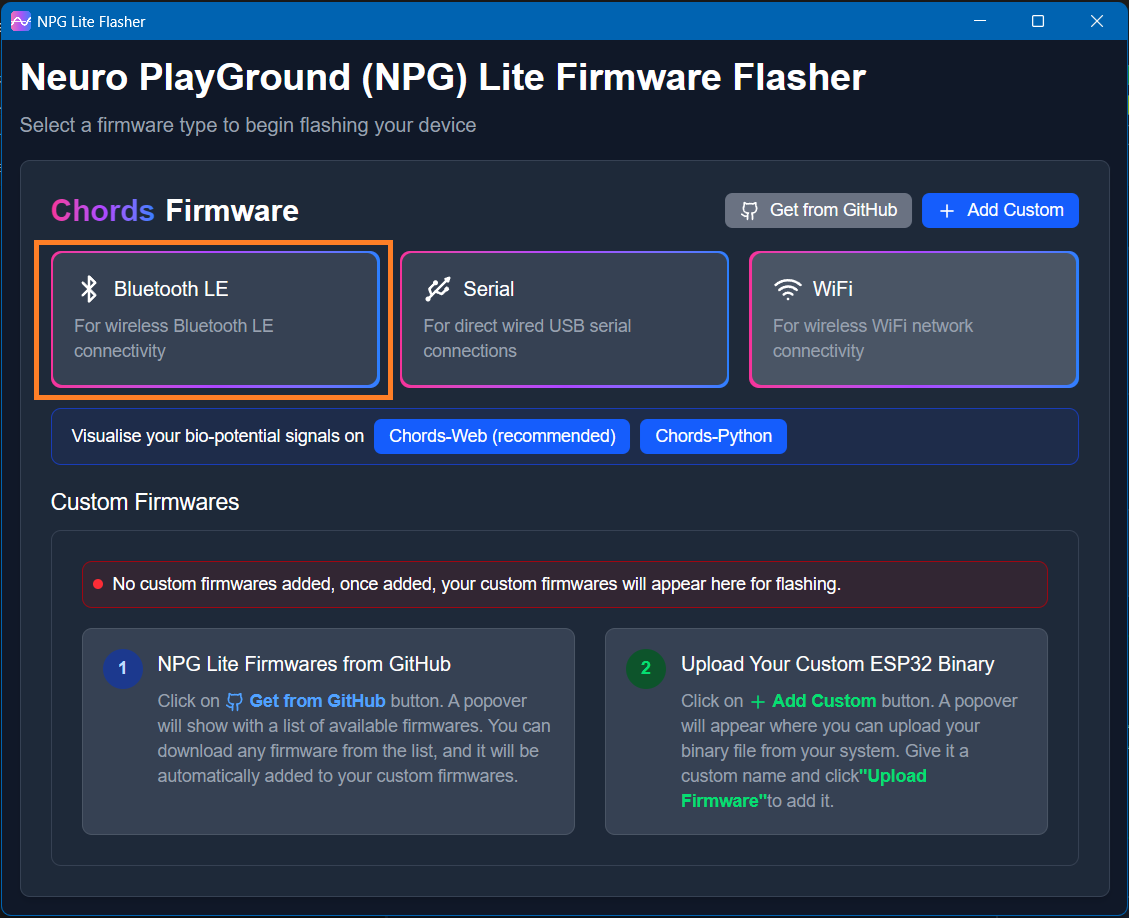 NPG Lite Flasher
Neuro PlayGround (NPG) Lite Firmware Flasher
Select a firmware type to begin flashing your device
Chords Firmware
Get from GitHub
+ Add Custom
Bluetooth LE
For wireless Bluetooth LE
connectivity
Serial
For direct wired USB serial
connections
WiFi
For wireless WiFi network
connectivity
Visualise your bio-potential signals on
Chords-Web (recommended)
Chords-Python
Custom Firmwares
No custom firmwares added, once added, your custom firmwares will appear here for flashing.
1
NPG Lite Firmwares from GitHub
Click on Get from GitHub button. A popover
will show with a list of available firmwares. You can
download any firmware from the list, and it will be
automatically added to your custom firmwares.
2
Upload Your Custom ESP32 Binary
Click on + Add Custom button. A popover
will appear where you can upload your
binary file from your system. Give it a
custom name and click"Upload
Firmware"to add it.